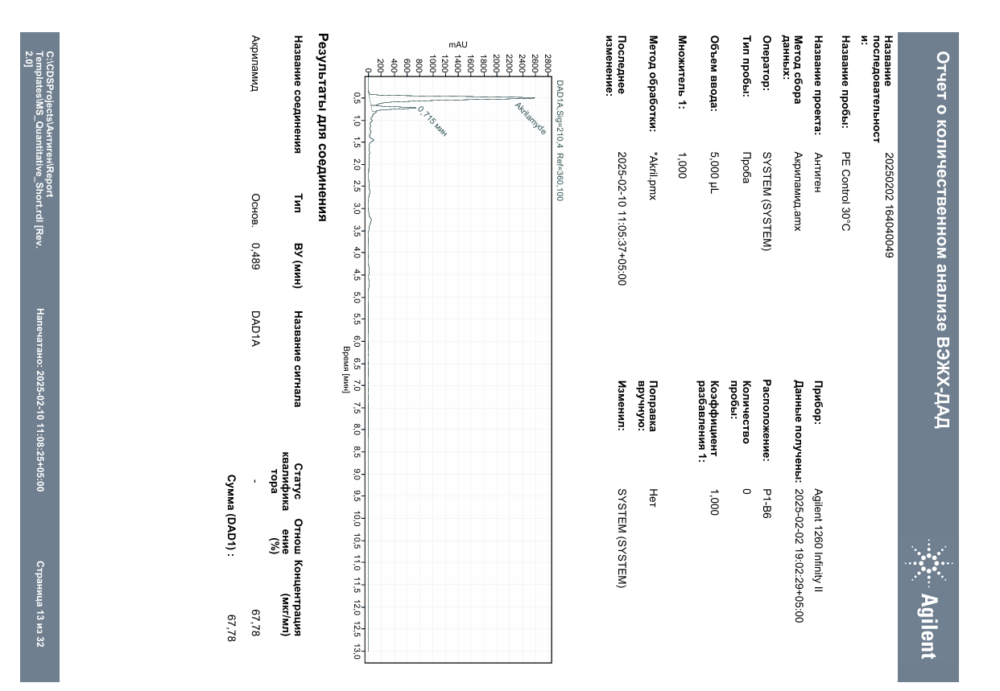 Отчет о количественном анализе ВЭЖХ-ДАД
Agilent
Название
последовательност
и:
20250202 164040049
Название пробы:
PE Control 30°C
Название проекта:
Антиген
Прибор:
Agilent 1260 Infinity II
Метод сбора
данных:
Акриламид.amx
Данные получены:
2025-02-02 19:02:29+05:00
Оператор:
SYSTEM (SYSTEM)
Расположение:
P1-B6
Тип пробы:
Проба
Количество
пробы:
0
Объем ввода:
5,000 µL
Коэффициент
разбавления 1:
1,000
Множитель 1:
1,000
Метод обработки:
*Akril.pmx
Поправка
вручную:
Нет
Последнее
изменение:
2025-02-10 11:05:37+05:00
Изменил:
SYSTEM (SYSTEM)
DAD1A,Sig=210,4 Ref=360,100
mAU
2800
2600
2400
2200
2000
1800
1600
1400
1200
1000
800
600
400
200
0
Akrilamyde
0,715 мин
0,5 1,0 1,5 2,0 2,5 3,0 3,5 4,0 4,5 5,0 5,5 6,0 6,5 7,0 7,5 8,0 8,5 9,0 9,5 10,0 10,5 11,0 11,5 12,0 12,5 13,0
Время [мин]
Результаты для соединения
Название соединения
Тип
ВУ (мин)
Название сигнала
Статус
квалифика
тора
Отнош
ение
(%)
Концентрация
(мкг/мл)
Акриламид Основ. 0,489 DAD1A - 67,78
Сумма (DAD1) : 67,78
C:\CDSProjects\Антиген\Report
Templates\MS_Quantitative_Short.rdl [Rev.
2.0]
Напечатано: 2025-02-10 11:08:25+05:00
Страница 13 из 32